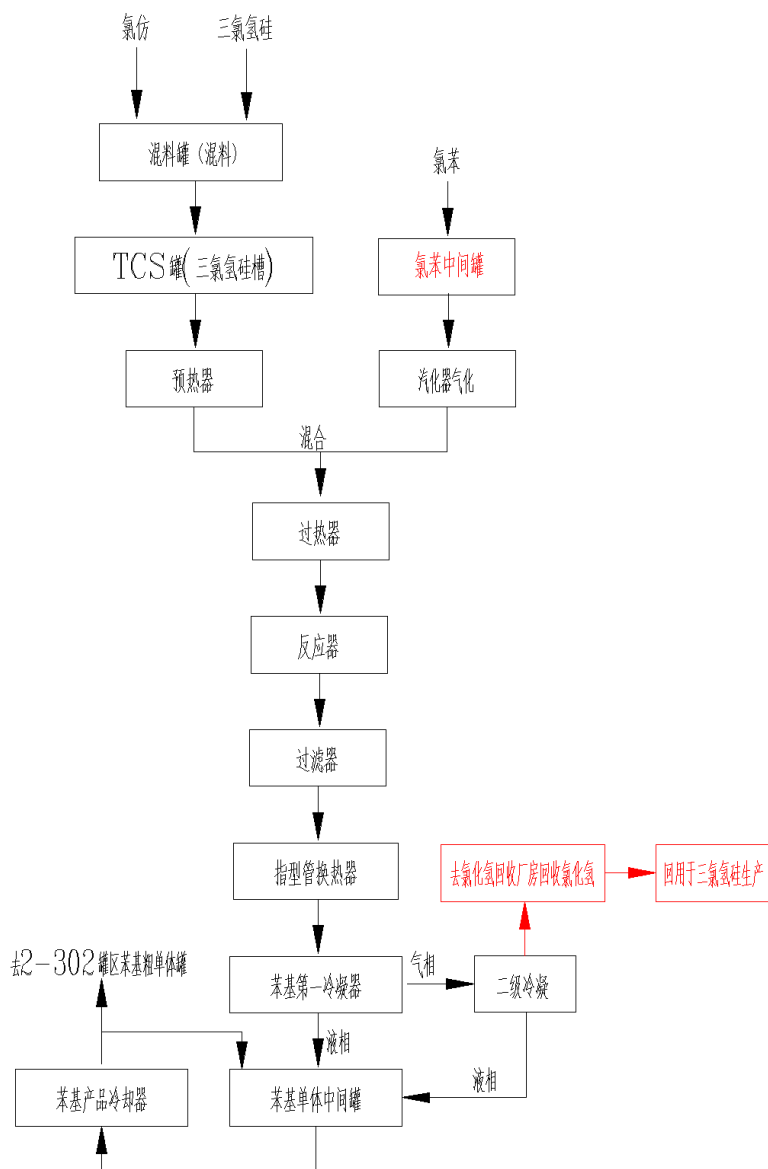 氯仿
三氯氢硅
混料罐（混料）
氯苯
TCS罐(三氯氢硅槽)
氯苯中间罐
预热器
汽化器气化
混合
过热器
反应器
过滤器
指型管换热器
去氯化氢回收厂房回收氯化氢
回用于三氯氢硅生产
去2-302罐区苯基粗单体罐
苯基第一冷凝器
气相
二级冷凝
液相
苯基产品冷却器
苯基单体中间罐
液相